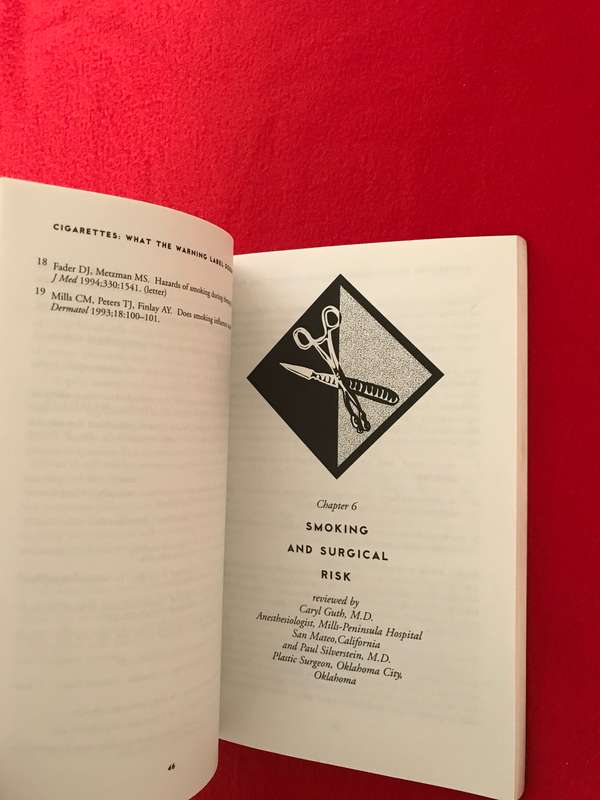 CIGARETTES: WHAT THE WARNING LABEL
18 Fader DJ, Metzman MS. Hazards of smoking during
J Med 1994;330:1541. (letter)
19 Milla CM, Peters TJ, Finlay AY. Does smoking influence
Dermatol 1993;18:100–101.
46
Chapter 6
SMOKING
AND SURGICAL
RISK
reviewed by
Caryl Guth, M.D.
Anesthesiologist, Mills-Peninsula Hospital
San Mateo,California
and Paul Silverstein, M.D.
Plastic Surgeon, Oklahoma City,
Oklahoma